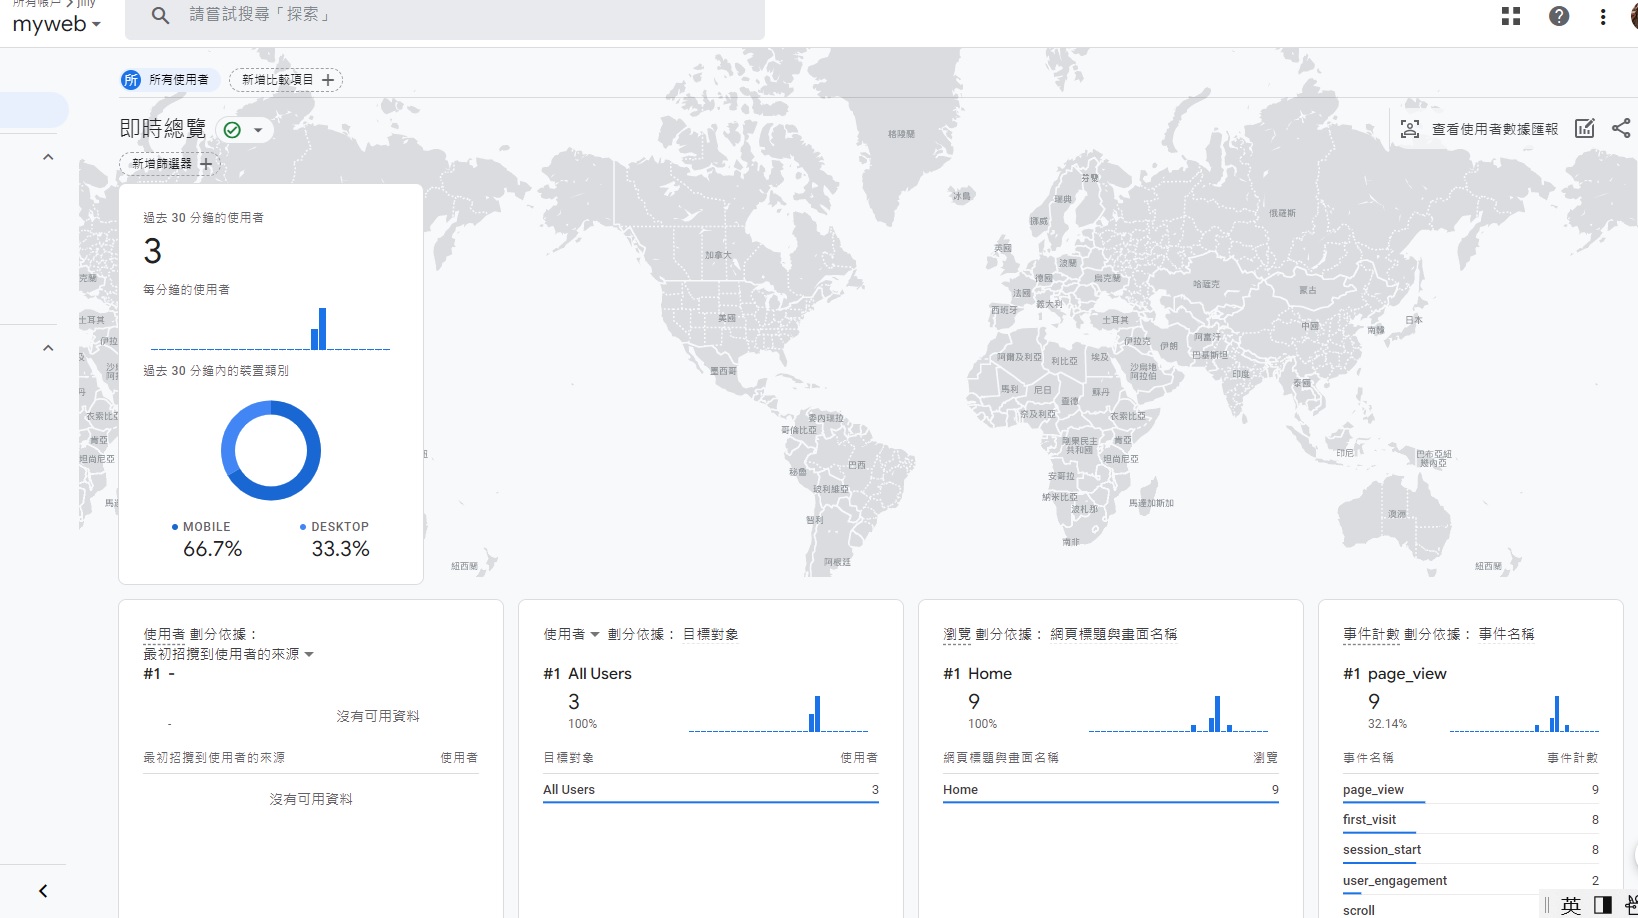 myweb
請嘗試搜尋「探索」
所 所有使用者
新增比較項目
即時總覽
查看使用者數據匯報
新增篩選器
過去 30 分鐘的使用者
3
每分鐘的使用者
過去 30 分鐘內的裝置類別
MOBILE
66.7%
DESKTOP
33.3%
格陵蘭
冰島
芬蘭
瑞典
挪威
俄羅斯
英國
加拿大
波蘭
德國
烏克蘭
哈薩克
蒙古
法國
義大利
西班牙
美國
土耳其
中國
南韓
日本
伊拉克
伊朗
阿富汗
巴基斯坦
阿爾及利亞
利比亞
埃及
沙烏地
阿拉伯
墨西哥
印度
泰國
馬利
尼日
查德
蘇丹
奈及利亞
衣索比亞
委內瑞拉
哥倫比亞
剛果民主
共和國
肯亞
坦尚尼亞
印尼
巴布亞紐
幾內亞
秘魯
巴西
玻利維亞
安哥拉
納米比亞
波札那
馬達加斯加
智利
澳洲
南非
阿根廷
紐西蘭
紐西蘭
克蘭
土耳其
衣索比亞
肯亞
坦尚尼亞
使用者 劃分依據：
最初招攬到使用者的來源
#1 -
-
沒有可用資料
最初招攬到使用者的來源 使用者
沒有可用資料
使用者 劃分依據： 目標對象
#1 All Users
3
100%
目標對象 使用者
All Users 3
瀏覽 劃分依據： 網頁標題與畫面名稱
#1 Home
9
100%
網頁標題與畫面名稱 瀏覽
Home 9
事件計數 劃分依據： 事件名稱
#1 page_view
9
32.14%
事件名稱 事件計數
page_view 9
first_visit 8
session_start 8
user_engagement 2
scroll
英